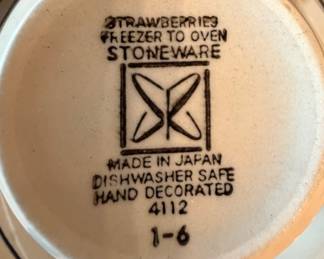 STRAWBERRIES
FREEZER TO OVEN
STONEWARE
MADE IN JAPAN
DISHWASHER SAFE
HAND DECORATED
4112
1-6